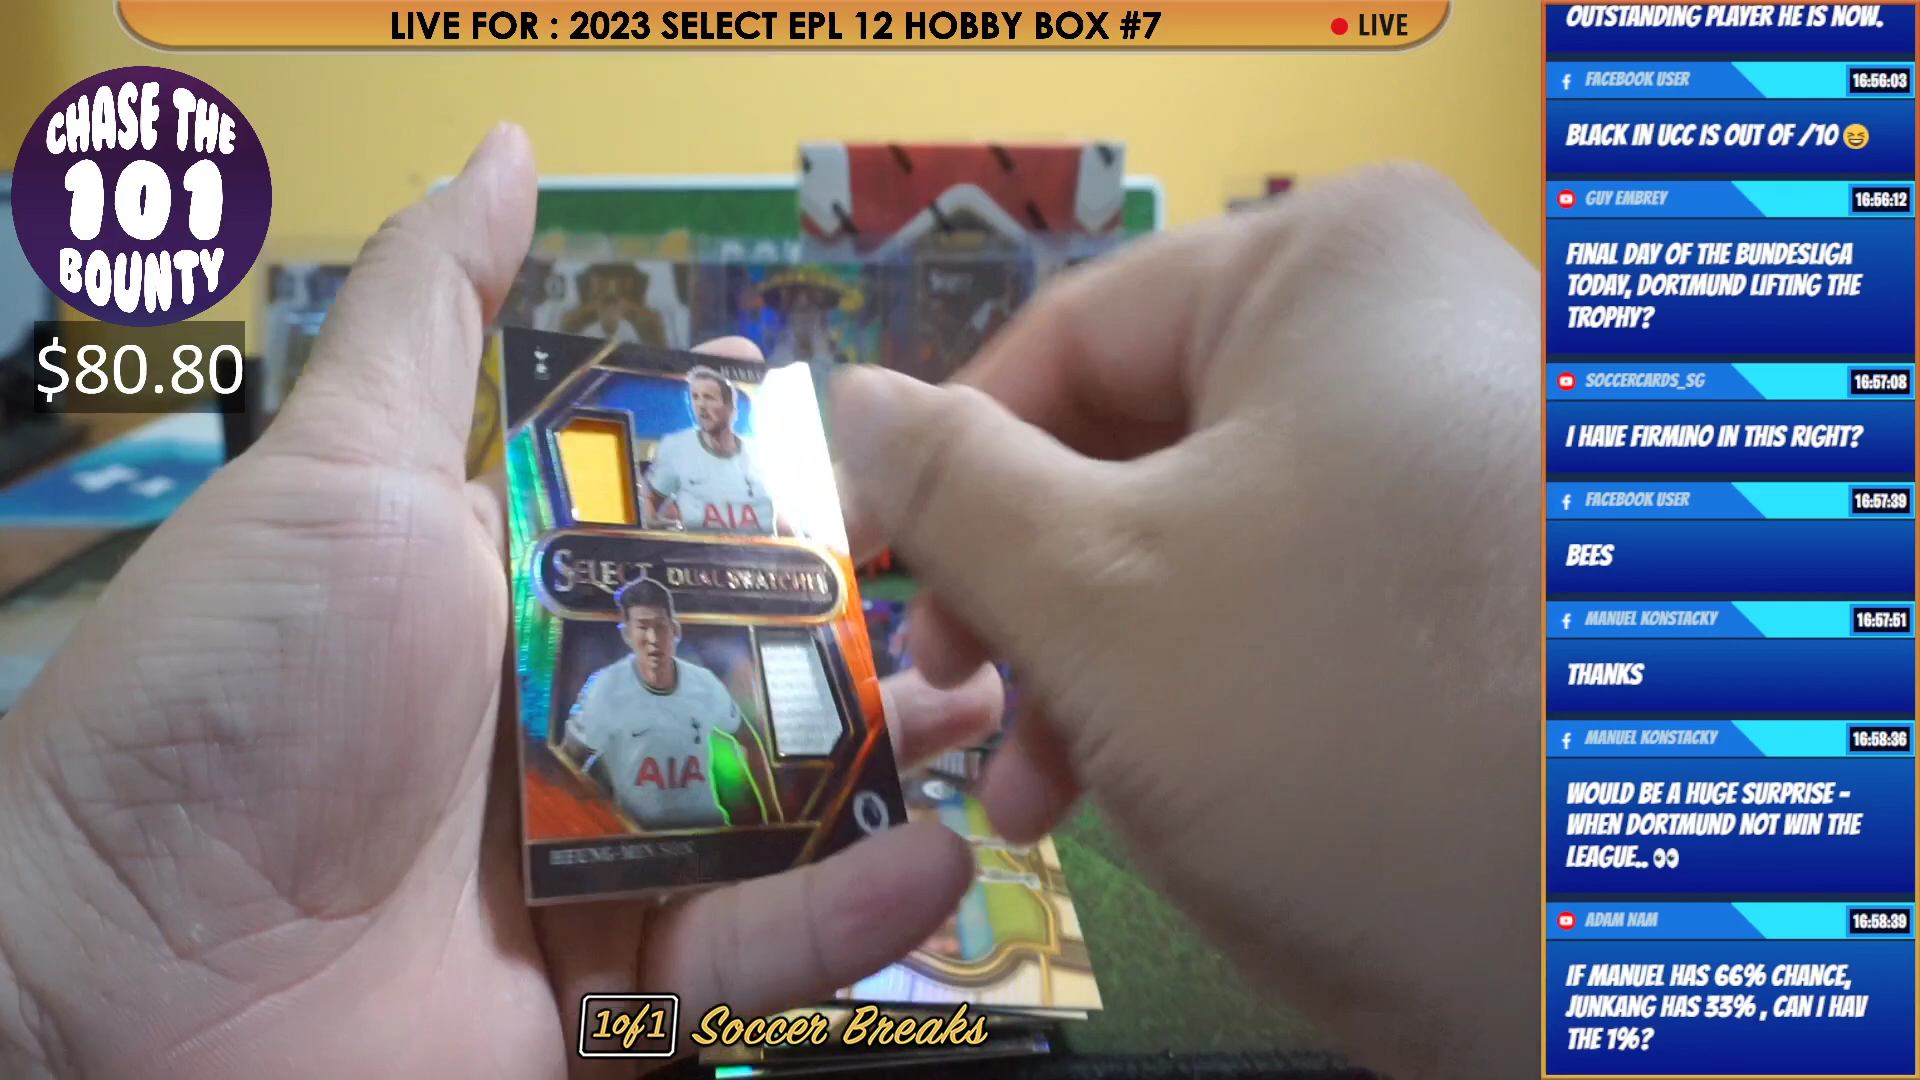 LIVE FOR : 2023 SELECT EPL 12 HOBBY BOX #7
LIVE
CHASE THE
101
BOUNTY
$80.80
AIA
SELECT DUAL SWATCHES
AIA
HEUNG-MIN SON
1of1 Soccer Breaks
OUTSTANDING PLAYER HE IS NOW.
FACEBOOK USER 16:56:03
BLACK IN UCC IS OUT OF /10 😆
GUY EMBREY 16:56:12
FINAL DAY OF THE BUNDESLIGA
TODAY, DORTMUND LIFTING THE
TROPHY?
SOCCERCARDS_SG 16:57:08
I HAVE FIRMINO IN THIS RIGHT?
FACEBOOK USER 16:57:39
BEES
MANUEL KONSTACKY 16:57:51
THANKS
MANUEL KONSTACKY 16:58:36
WOULD BE A HUGE SURPRISE -
WHEN DORTMUND NOT WIN THE
LEAGUE.. 👀
ADAM NAM 16:58:39
IF MANUEL HAS 66% CHANCE,
JUNKANG HAS 33% , CAN I HAV
THE 1%?